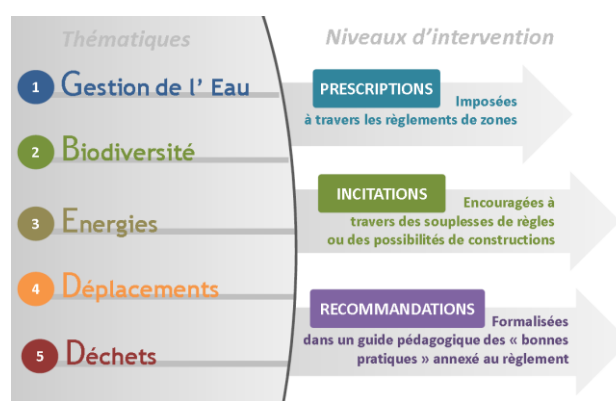 Thématiques
1 Gestion de l' Eau
2 Biodiversité
3 Energies
4 Déplacements
5 Déchets
Niveaux d'intervention
PRESCRIPTIONS
Imposées
à travers les règlements de zones
INCITATIONS
Encouragées à
travers des souplesses de règles
ou des possibilités de constructions
RECOMMANDATIONS
Formalisées
dans un guide pédagogique des « bonnes
pratiques » annexé au règlement